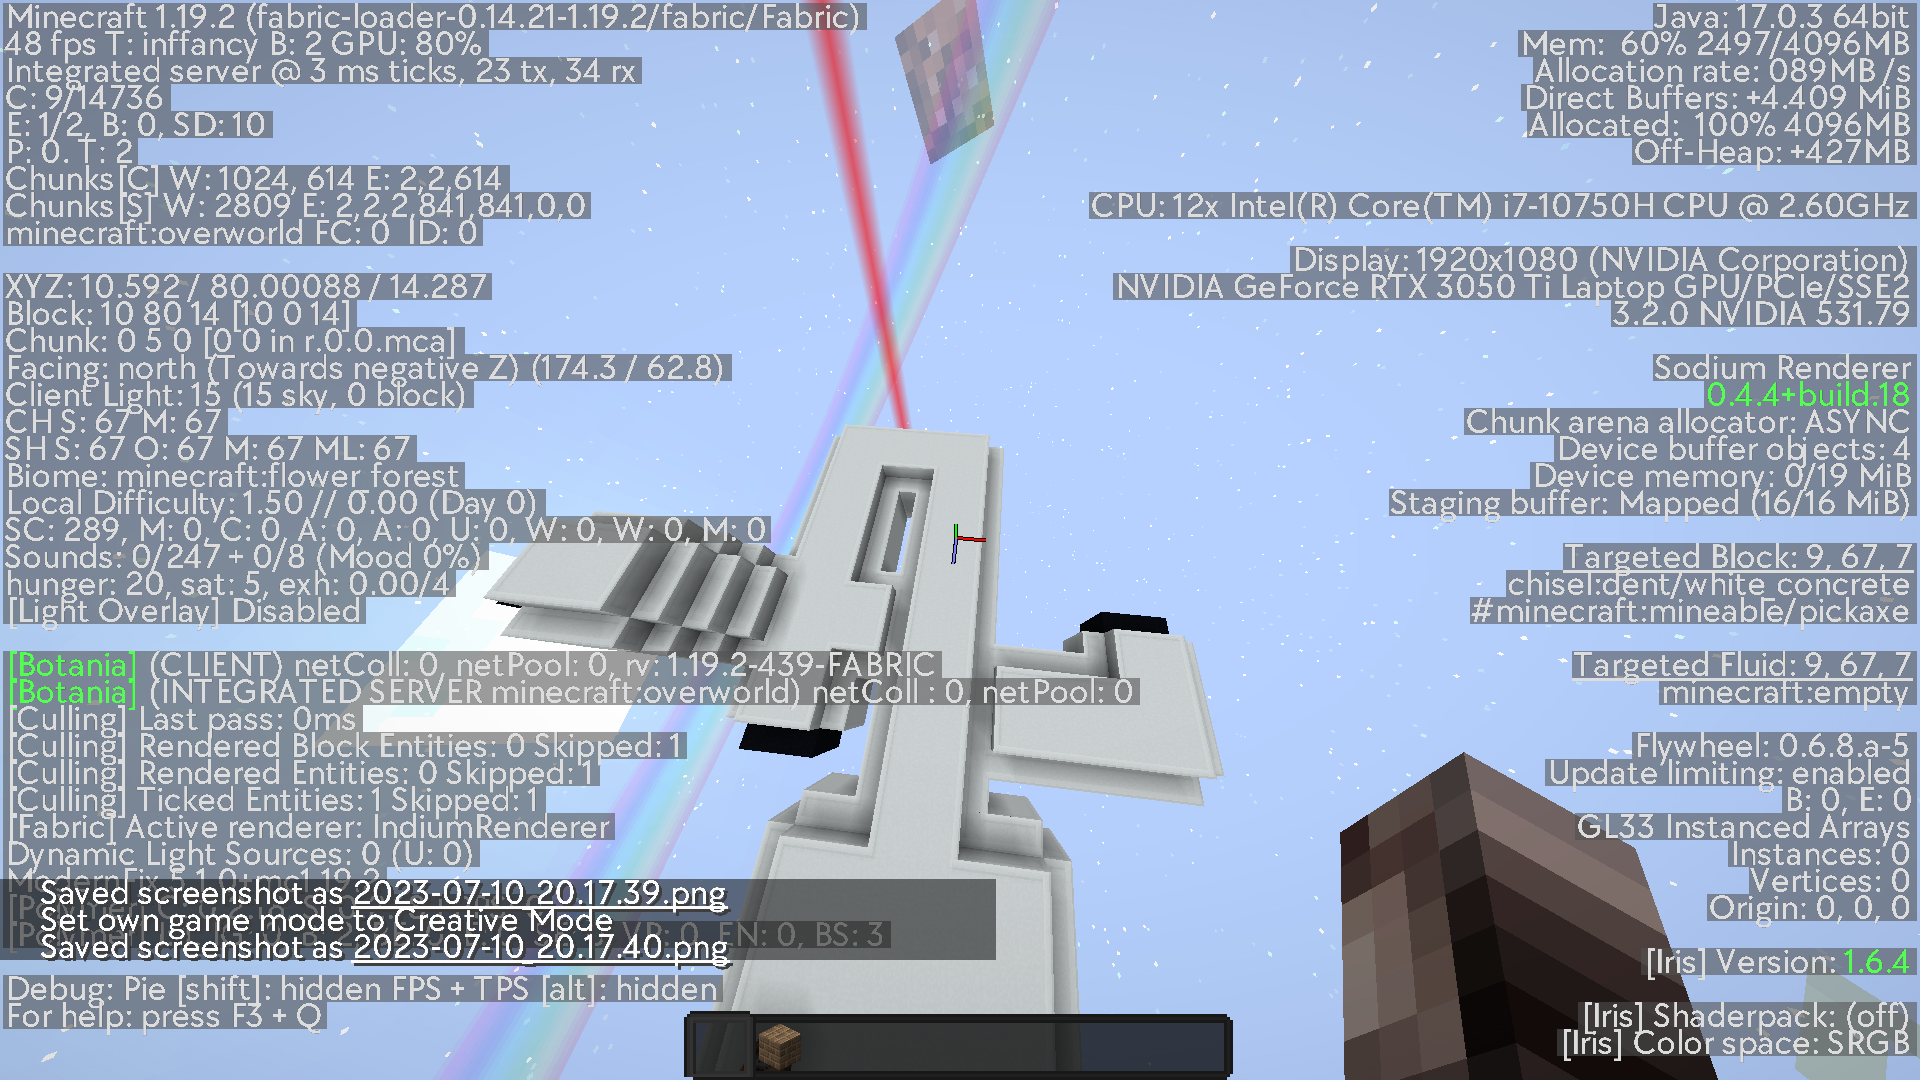 Minecraft 1.19.2 (fabric-loader-0.14.21-1.19.2/fabric/Fabric)
48 fps T: inffancy B: 2 GPU: 80%
Integrated server @ 3 ms ticks, 23 tx, 34 rx
C: 9/14736
E: 1/2, B: 0, SD: 10
P: 0. T: 2
Chunks[C] W: 1024, 614 E: 2,2,614
Chunks[S] W: 2809 E: 2,2,2,841,841,0,0
minecraft:overworld FC: 0 ID: 0
XYZ: 10.592 / 80.00088 / 14.287
Block: 10 80 14 [10 0 14]
Chunk: 0 5 0 [0 0 in r.0.0.mca]
Facing: north (Towards negative Z) (174.3 / 62.8)
Client Light: 15 (15 sky, 0 block)
CH S: 67 M: 67
SH S: 67 O: 67 M: 67 ML: 67
Biome: minecraft:flower_forest
Local Difficulty: 1.50 // 0.00 (Day 0)
SC: 289, M: 0, C: 0, A: 0, A: 0, U: 0, W: 0, W: 0, M: 0
Sounds: 0/247 + 0/8 (Mood 0%)
hunger: 20, sat: 5, exh: 0.00/4
[Light Overlay] Disabled
[Botania] (CLIENT) netColl: 0, netPool: 0, rv: 1.19.2-439-FABRIC
[Botania] (INTEGRATED SERVER minecraft:overworld) netColl : 0, netPool: 0
[Culling] Last pass: 0ms
[Culling] Rendered Block Entities: 0 Skipped: 1
[Culling] Rendered Entities: 0 Skipped: 1
[Culling] Ticked Entities: 1 Skipped: 1
[Fabric] Active renderer: IndiumRenderer
Dynamic Light Sources: 0 (U: 0)
Saved screenshot as 2023-07-10_20.17.39.png
Set own game mode to Creative Mode
Saved screenshot as 2023-07-10_20.17.40.png
EN: 0, BS: 3
Debug: Pie [shift]: hidden FPS + TPS [alt]: hidden
For help: press F3 + Q
Java: 17.0.3 64bit
Mem: 60% 2497/4096MB
Allocation rate: 089MB /s
Direct Buffers: +4.409 MiB
Allocated: 100% 4096MB
Off-Heap: +427MB
CPU: 12x Intel(R) Core(TM) i7-10750H CPU @ 2.60GHz
Display: 1920x1080 (NVIDIA Corporation)
NVIDIA GeForce RTX 3050 Ti Laptop GPU/PCIe/SSE2
3.2.0 NVIDIA 531.79
Sodium Renderer
0.4.4+build.18
Chunk arena allocator: ASYNC
Device buffer objects: 4
Device memory: 0/19 MiB
Staging buffer: Mapped (16/16 MiB)
Targeted Block: 9, 67, 7
chisel:dent/white_concrete
#minecraft:mineable/pickaxe
Targeted Fluid: 9, 67, 7
minecraft:empty
Flywheel: 0.6.8.a-5
Update limiting: enabled
B: 0, E: 0
GL33 Instanced Arrays
Instances: 0
Vertices: 0
Origin: 0, 0, 0
[Iris] Version: 1.6.4
[Iris] Shaderpack: (off)
[Iris] Color space: SRGB